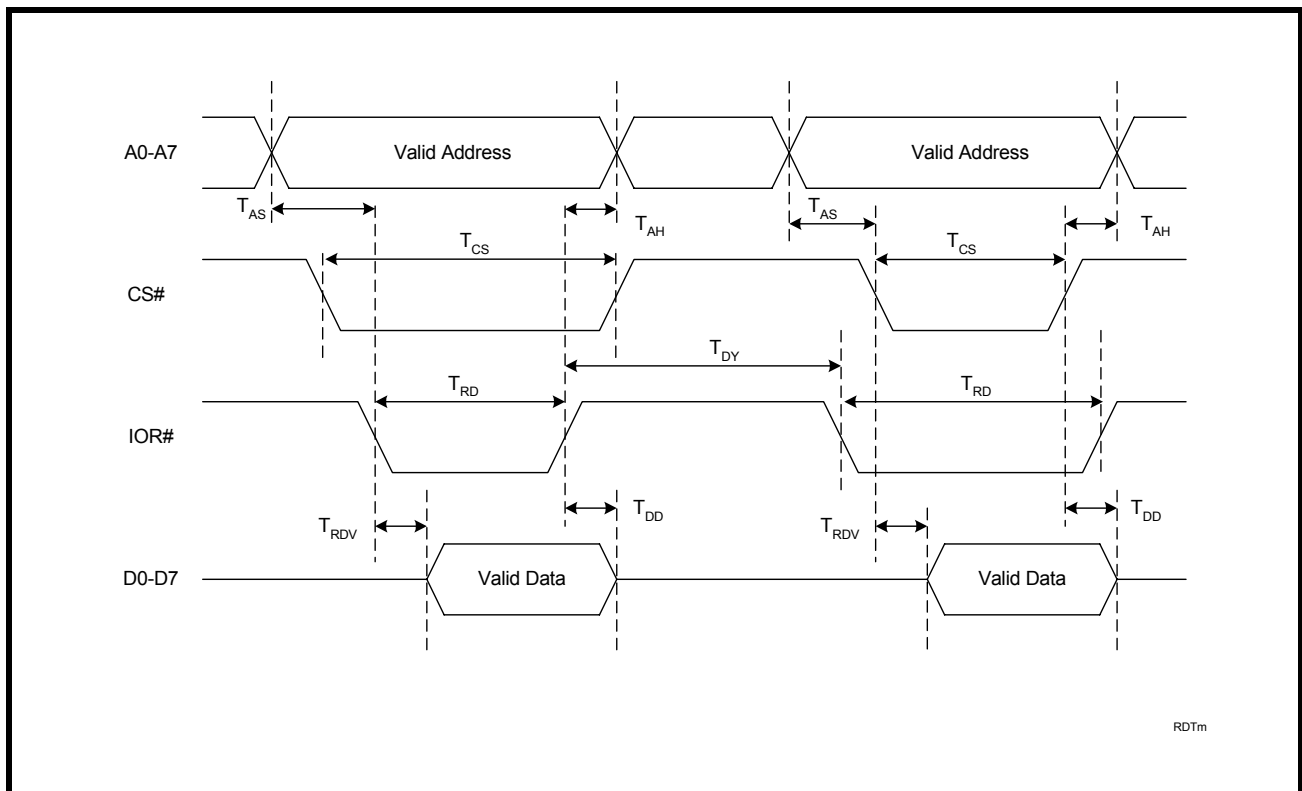 A0-A7
Valid Address
Valid Address
TAS
TAH
TAS
TAH
TCS
TCS
CS#
TDY
TRD
TRD
IOR#
TRDV
TDD
TRDV
TDD
D0-D7
Valid Data
Valid Data
RDTm